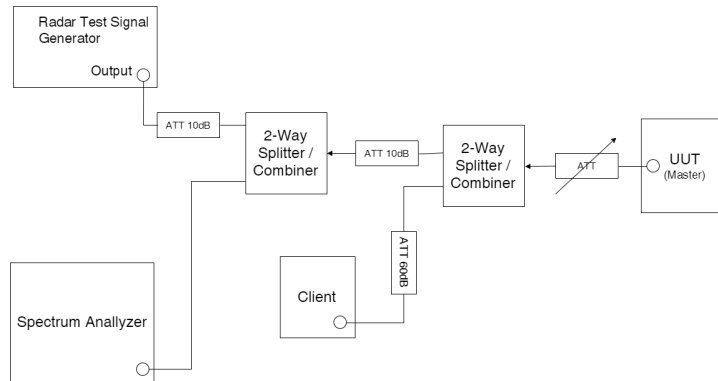 Radar Test Signal
Generator
Output
ATT 10dB
2-Way
Splitter /
Combiner
ATT 10dB
2-Way
Splitter /
Combiner
ATT
UUT
(Master)
ATT 60dB
Client
Spectrum Anallyzer